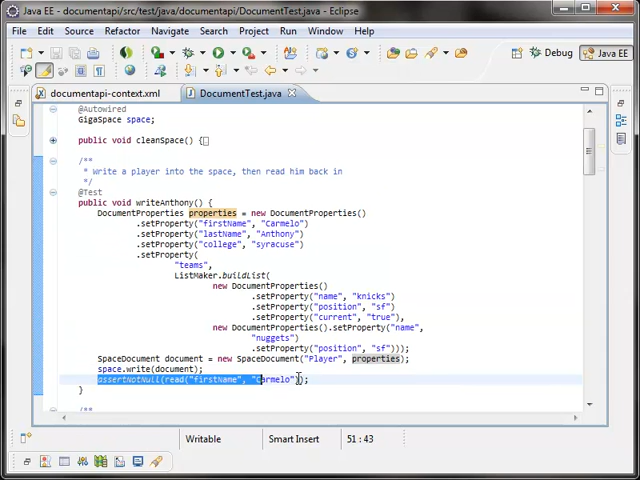 Java EE - documentapi/src/test/java/documentapi/DocumentTest.java - Eclipse
File Edit Source Refactor Navigate Search Project Run Window Help
Debug Java EE
documentapi-context.xml DocumentTest.java
@Autowired
GigaSpace space;
public void cleanSpace() {
/**
* Write a player into the space, then read him back in
*/
@Test
public void writeAnthony() {
DocumentProperties properties = new DocumentProperties()
.setProperty("firstName", "Carmelo")
.setProperty("lastName", "Anthony")
.setProperty("college", "syracuse")
.setProperty(
"teams",
ListMaker.buildList(
new DocumentProperties()
.setProperty("name", "knicks")
.setProperty("position", "sf")
.setProperty("current", "true"),
new DocumentProperties().setProperty("name",
"nuggets")
.setProperty("position", "sf")));
SpaceDocument document = new SpaceDocument("Player", properties);
space.write(document);
assertNotNull(read("firstName", "Carmelo"));
}
/**
Writable Smart Insert 51 : 43